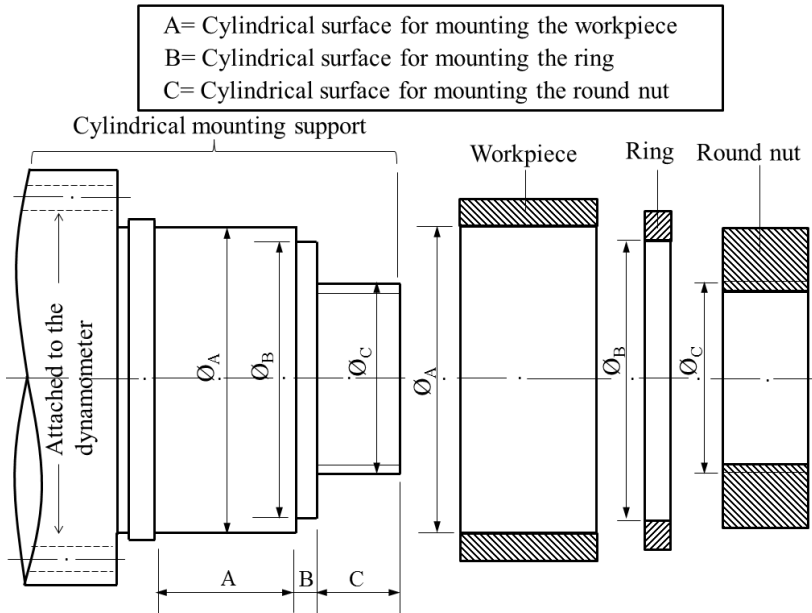 A= Cylindrical surface for mounting the workpiece
B= Cylindrical surface for mounting the ring
C= Cylindrical surface for mounting the round nut
Cylindrical mounting support
Workpiece
Ring
Round nut
Attached to the
dynamometer
ØA
ØB
ØC
ØA
ØB
ØC
A
B
C